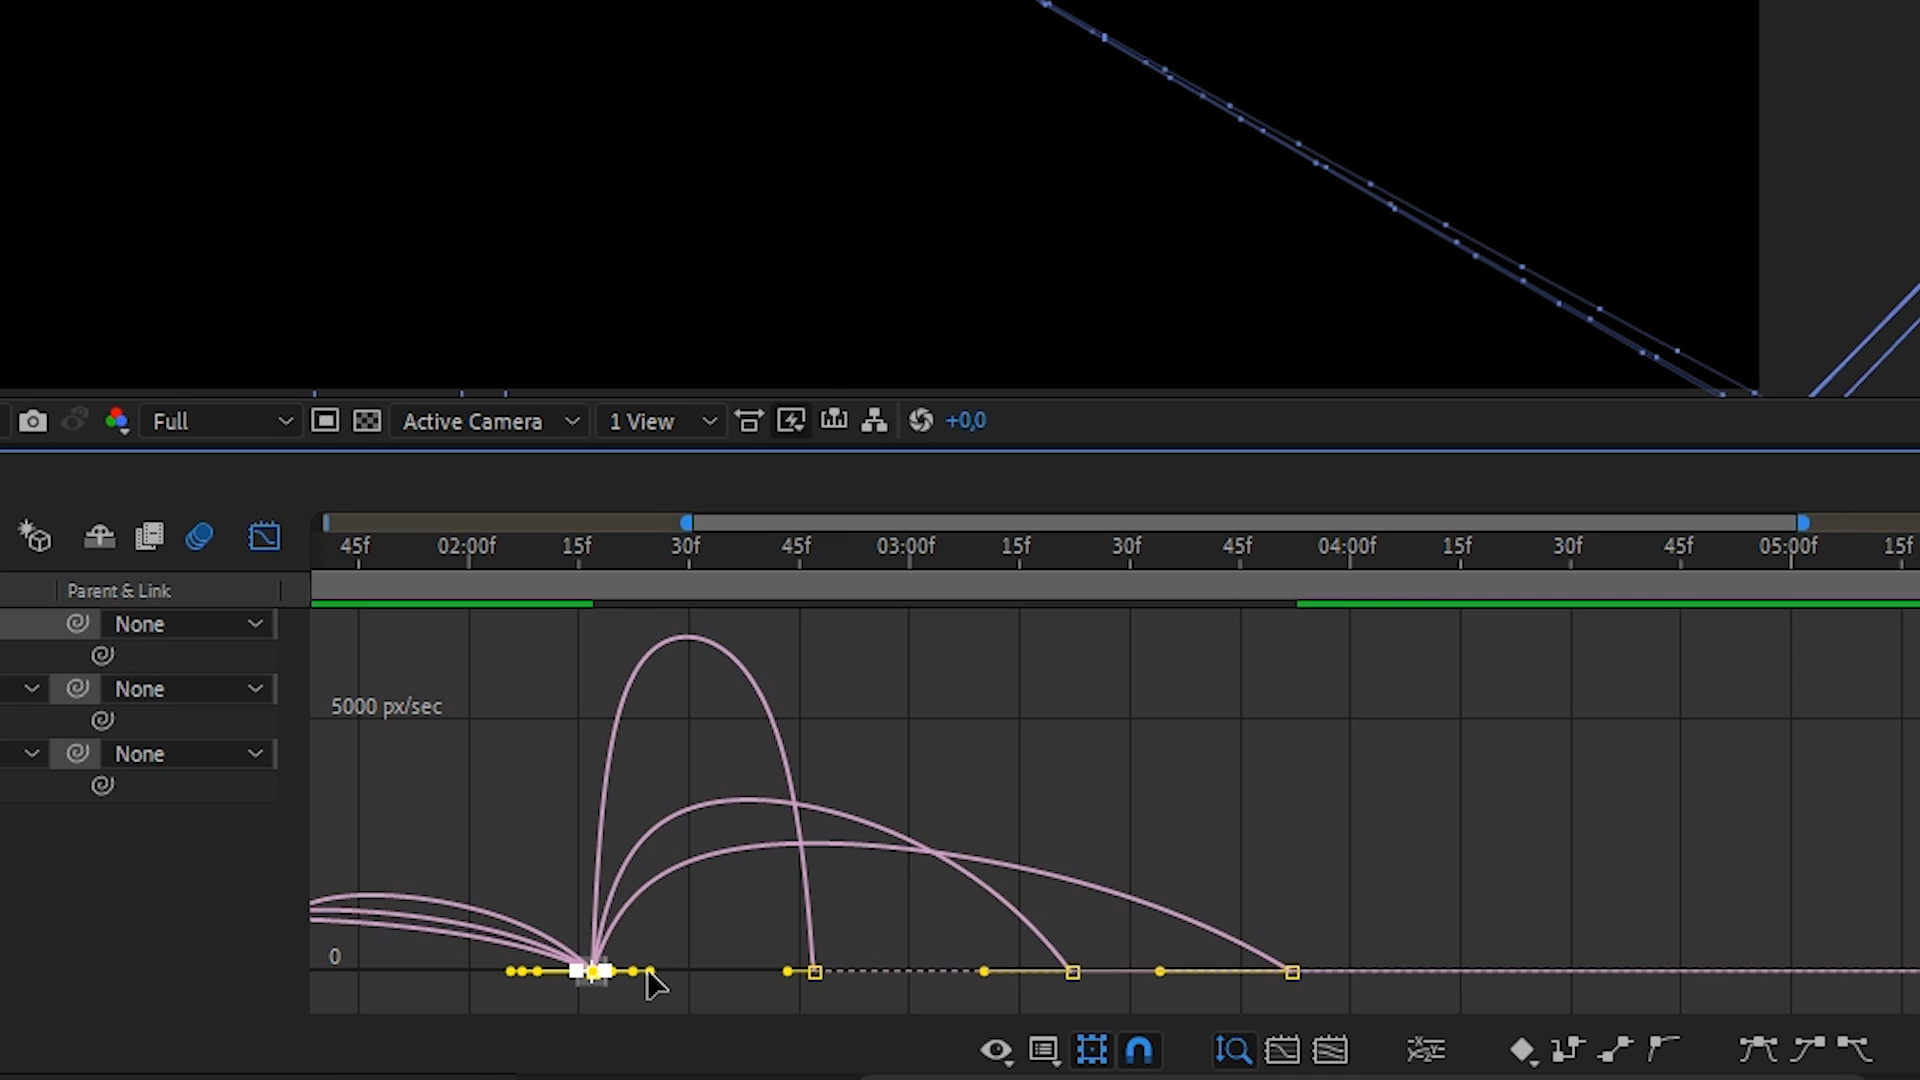 Full Active Camera 1 View +0,0
45f 02:00f 15f 30f 45f 03:00f 15f 30f 45f 04:00f 15f 30f 45f 05:00f 15f
Parent & Link
None
None
None
5000 px/sec
0